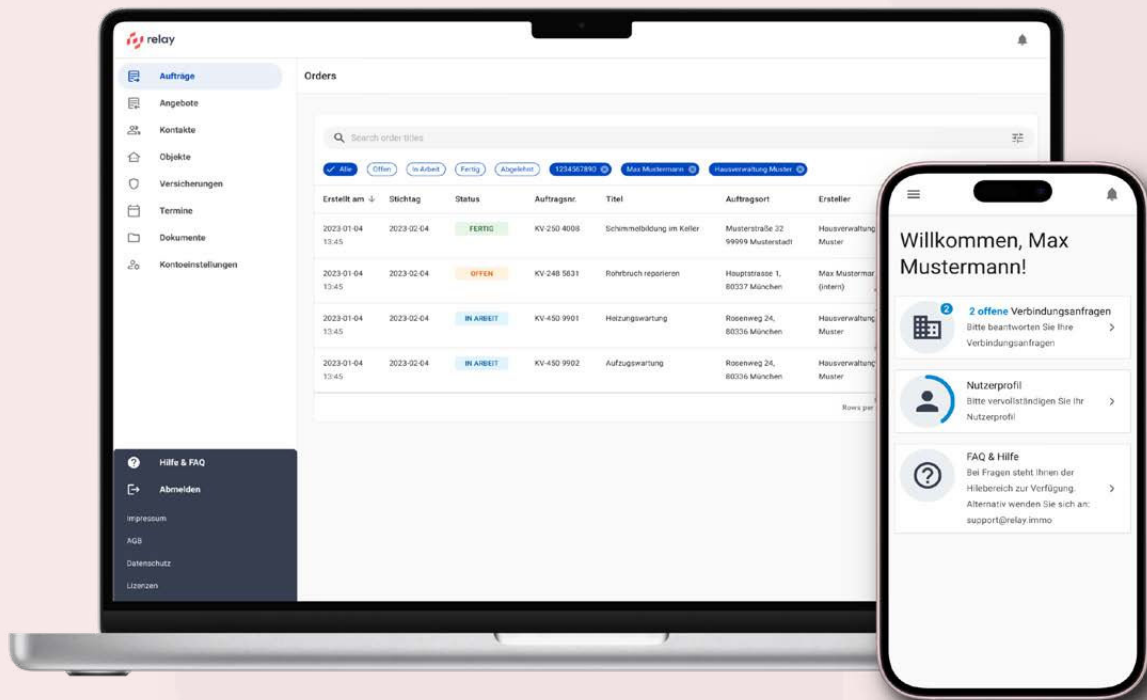 relay
Aufträge
Angebote
Kontakte
Objekte
Versicherungen
Termine
Dokumente
Kontoeinstellungen
Hilfe & FAQ
Abmelden
Impressum
AGB
Datenschutz
Lizenzen
Orders
Search order titles
Alle Offen In Arbeit Fertig Abgelehnt 1234567890 Max Mustermann Hausverwaltung Muster
Erstellt am Stichtag Status Auftragsnr. Titel Auftragsort Ersteller
2023-01-04 2023-02-04 FERTIG KV-250 4008 Schimmelbildung im Keller Musterstraße 22 Hausverwaltung
13:45 99999 Musterstadt Muster
2023-01-04 2023-02-04 OFFEN KV-248 5831 Rohrbruch reparieren Hauptstrasse 1, Max Musterman
13:45 80337 München (intern)
2023-01-04 2023-02-04 IN ARBEIT KV-450 9901 Heizungswartung Rosenweg 24, Hausverwaltung
13:45 80336 München Muster
2023-01-04 2023-02-04 IN ARBEIT KV-450 9902 Aufzugswartung Rosenweg 24, Hausverwaltung
13:45 80336 München Muster
Rows per
Willkommen, Max
Mustermann!
2
2 offene Verbindungsanfragen
Bitte beantworten Sie Ihre
Verbindungsanfragen
Nutzerprofil
Bitte vervollständigen Sie Ihr
Nutzerprofil
FAQ & Hilfe
Bei Fragen steht Ihnen der
Hilebereich zur Verfügung.
Alternativ wenden Sie sich an:
support@relay.immo